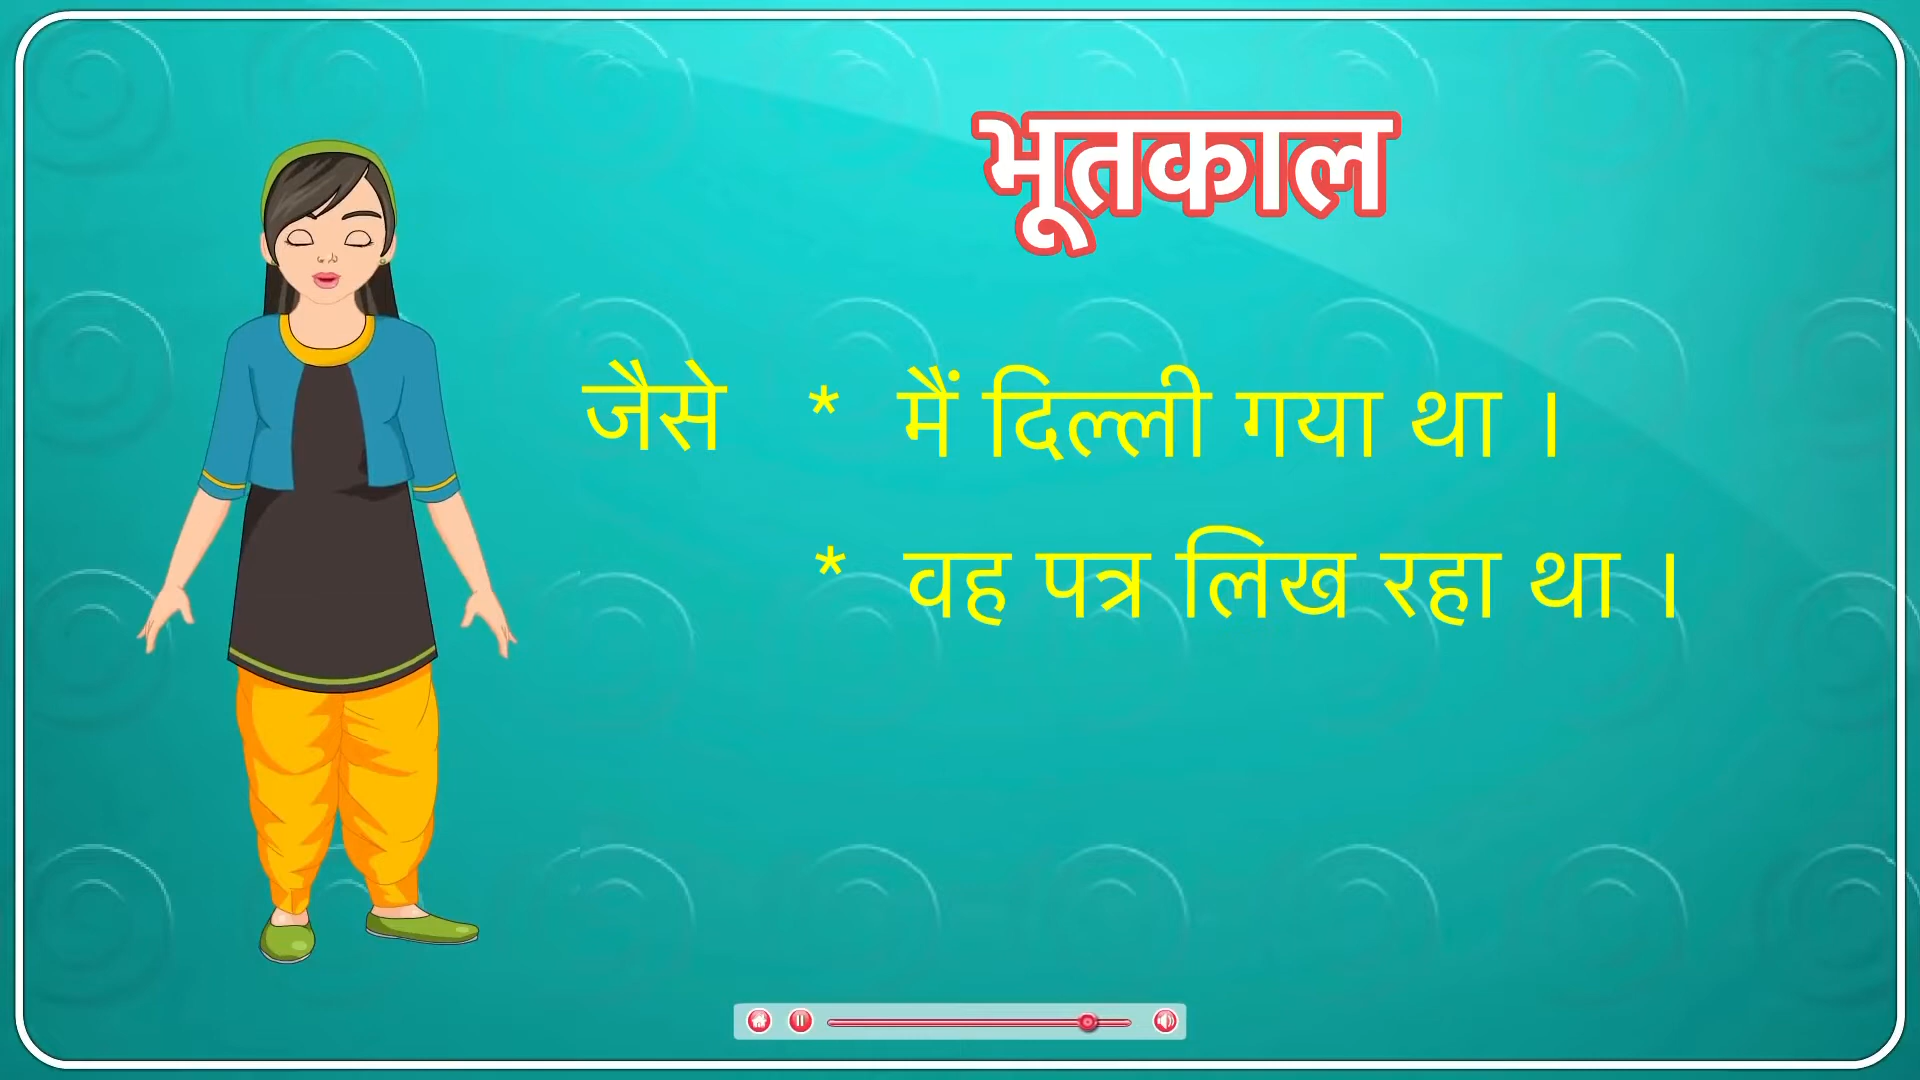 भूतकाल
जैसे * मैं दिल्ली गया था ।
* वह पत्र लिख रहा था ।